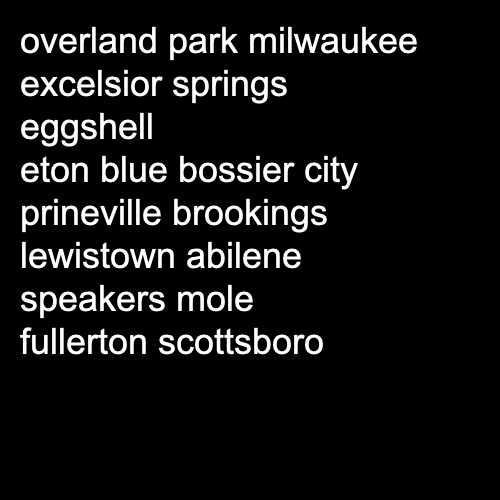 overland park milwaukee
excelsior springs
eggshell
eton blue bossier city
prineville brookings
lewistown abilene
speakers mole
fullerton scottsboro